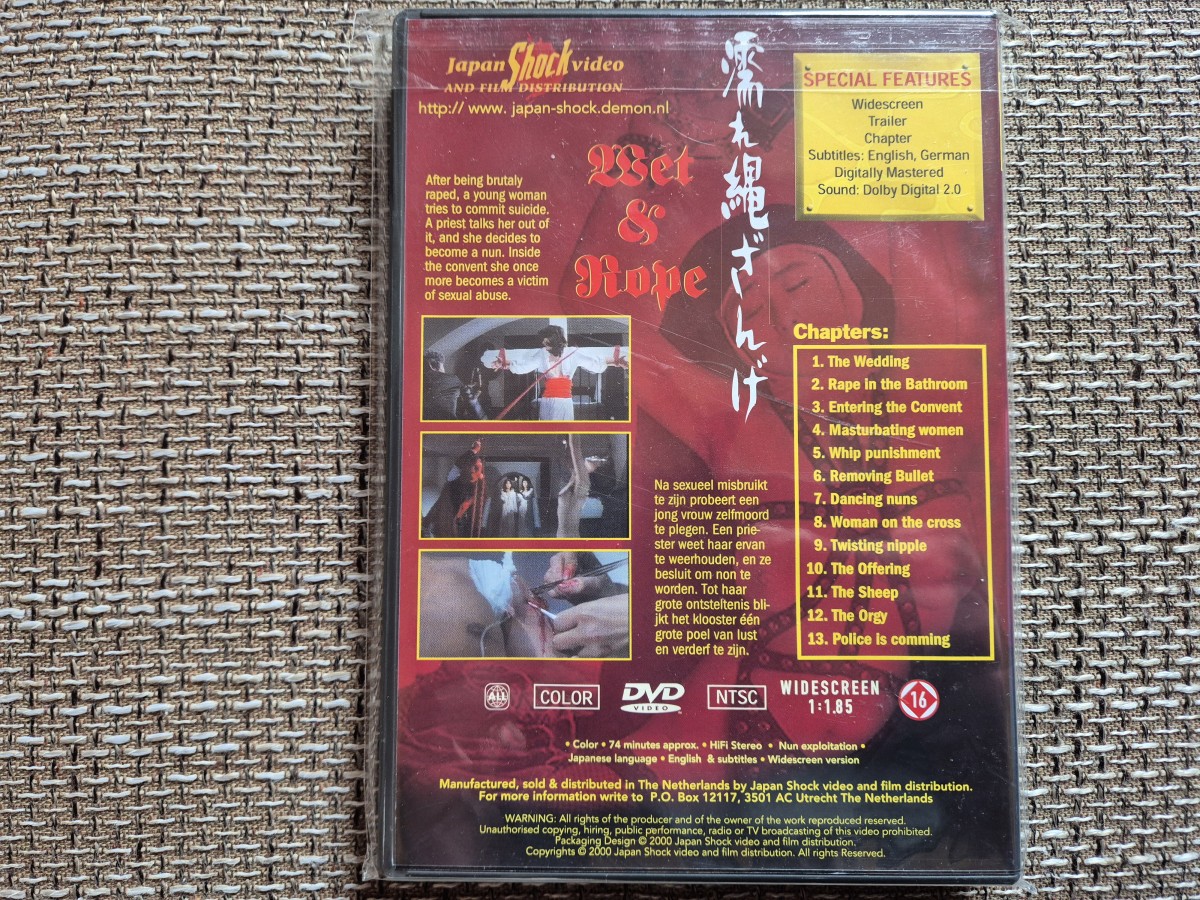 Japan Shock video
AND FILM DISTRIBUTION
http:// www. japan-shock.demon.nl
濡れ縄ざんげ
SPECIAL FEATURES
Widescreen
Trailer
Chapter
Subtitles: English, German
Digitally Mastered
Sound: Dolby Digital 2.0
Wet
&
Rope
After being brutaly
raped, a young woman
tries to commit suicide.
A priest talks her out of
it, and she decides to
become a nun. Inside
the convent she once
more becomes a victim
of sexual abuse.
Na sexueel misbruikt
te zijn probeert een
jong vrouw zelfmoord
te plegen. Een prie-
ster weet haar ervan
te weerhouden, en ze
besluit om non te
worden. Tot haar
grote ontsteltenis bli-
jkt het klooster één
grote poel van lust
en verderf te zijn.
Chapters:
1. The Wedding
2. Rape in the Bathroom
3. Entering the Convent
4. Masturbating women
5. Whip punishment
6. Removing Bullet
7. Dancing nuns
8. Woman on the cross
9. Twisting nipple
10. The Offering
11. The Sheep
12. The Orgy
13. Police is comming
ALL
COLOR
DVD
VIDEO
NTSC
WIDESCREEN
1:1.85
16
• Color • 74 minutes approx. • HiFi Stereo • Nun exploitation •
Japanese language • English & subtitles • Widescreen version
Manufactured, sold & distributed in The Netherlands by Japan Shock video and film distribution.
For more information write to P.O. Box 12117, 3501 AC Utrecht The Netherlands
WARNING: All rights of the producer and of the owner of the work reproduced reserved.
Unauthorised copying, hiring, public performance, radio or TV broadcasting of this video prohibited.
Packaging Design © 2000 Japan Shock video and film distribution.
Copyrights © 2000 Japan Shock video and film distribution. All rights Reserved.